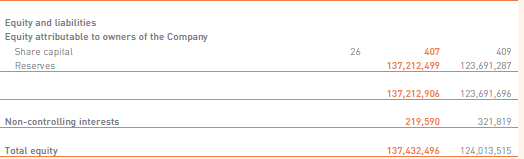 Equity and liabilities
Equity attributable to owners of the Company
Share capital 26 407 409
Reserves 137,212,499 123,691,287
137,212,906 123,691,696
Non-controlling interests 219,590 321,819
Total equity 137,432,496 124,013,515